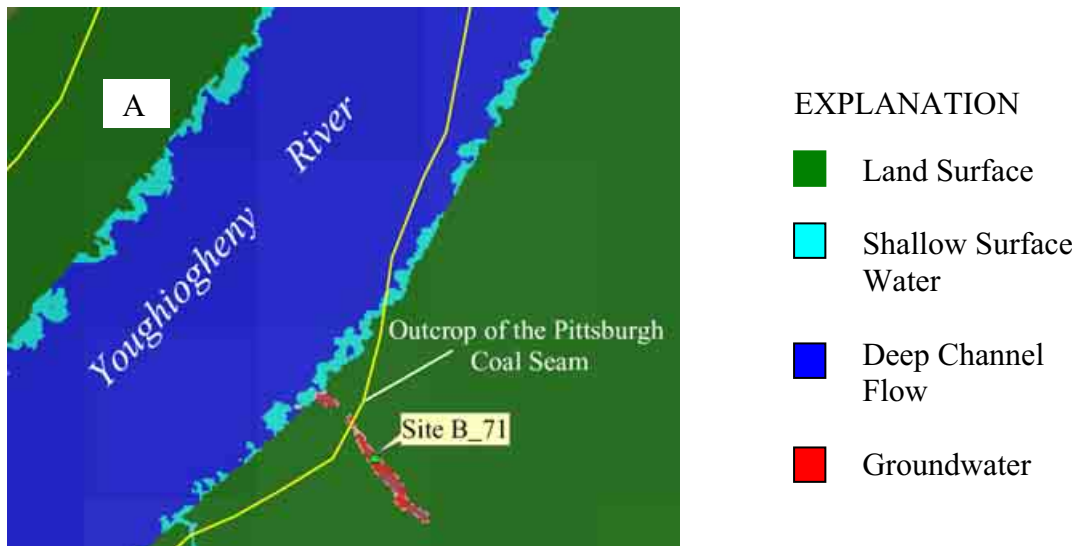 A
Youghiogheny River
Outcrop of the Pittsburgh
Coal Seam
Site B_71
EXPLANATION
Land Surface
Shallow Surface
Water
Deep Channel
Flow
Groundwater